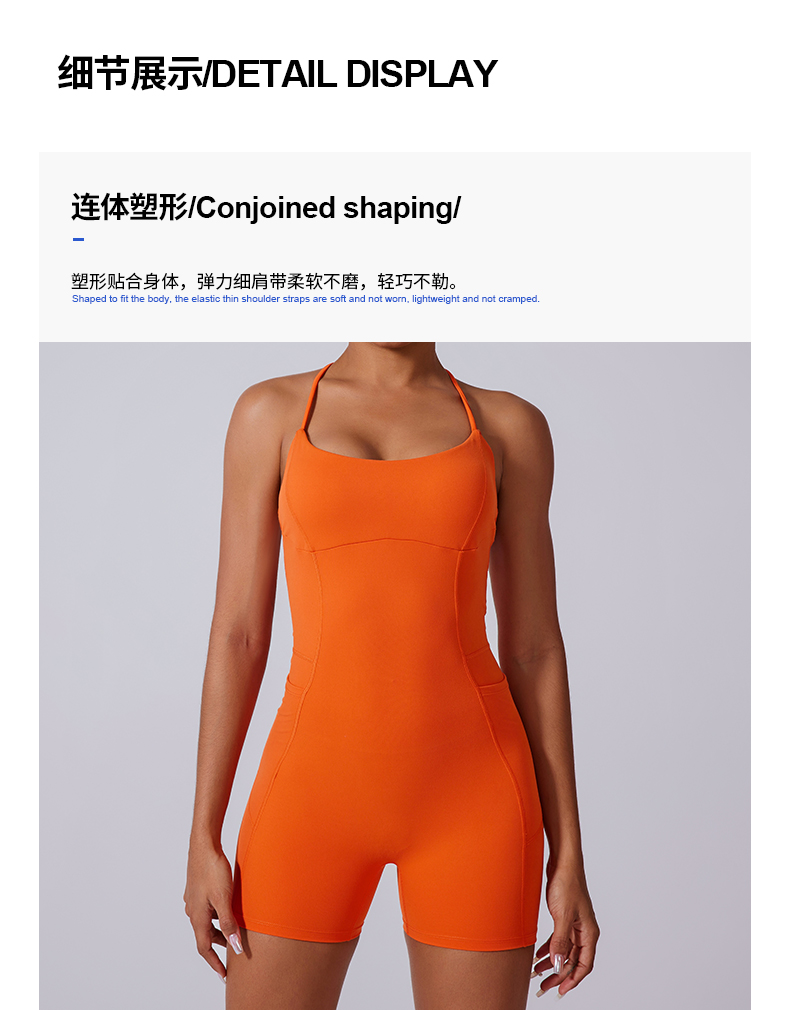 细节展示/DETAIL DISPLAY
连体塑形/Conjoined shaping/
塑形贴合身体，弹力细肩带柔软不磨，轻巧不勒。
Shaped to fit the body, the elastic thin shoulder straps are soft and not worn, lightweight and not cramped.